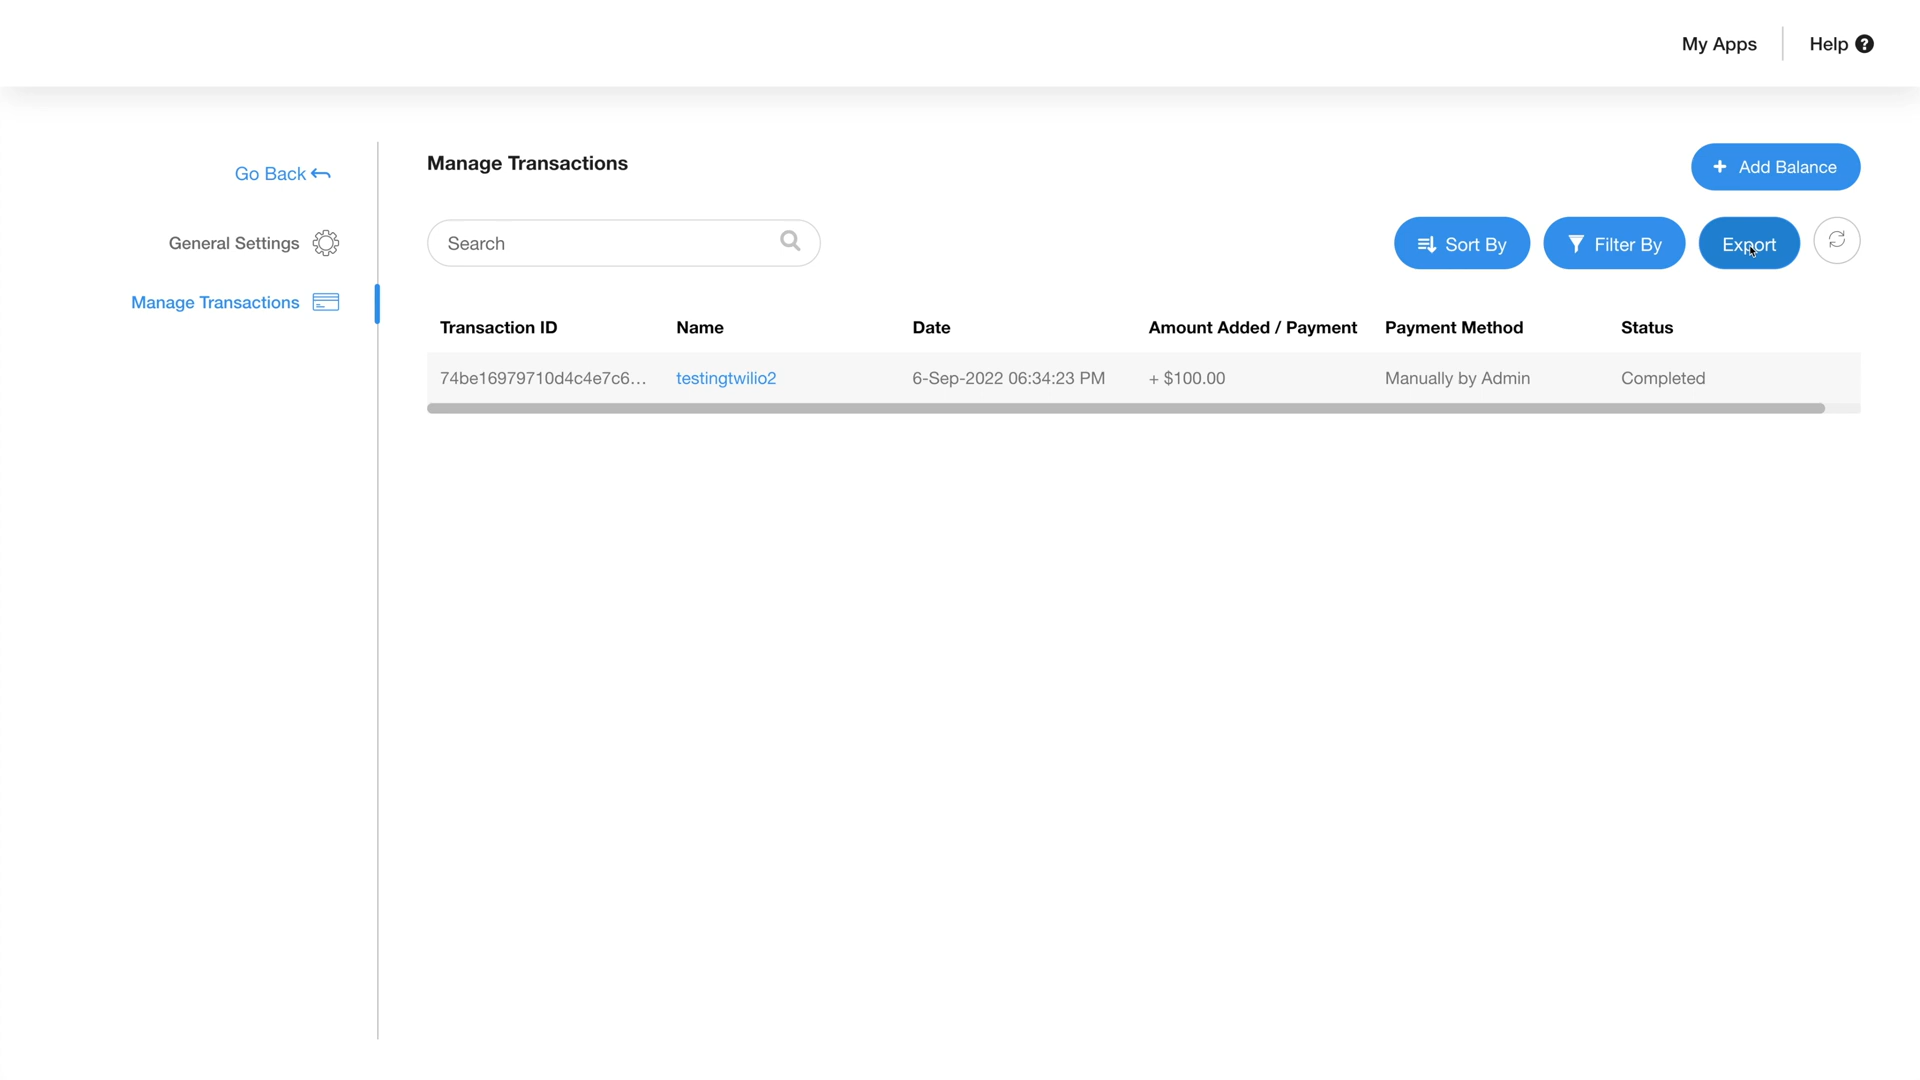 My Apps
Help ?
Go Back
General Settings
Manage Transactions
Manage Transactions
+ Add Balance
Search
Sort By
Filter By
Export
Transaction ID Name Date Amount Added / Payment Payment Method Status
74be16979710d4c4e7c6... testingtwilio2 6-Sep-2022 06:34:23 PM + $100.00 Manually by Admin Completed